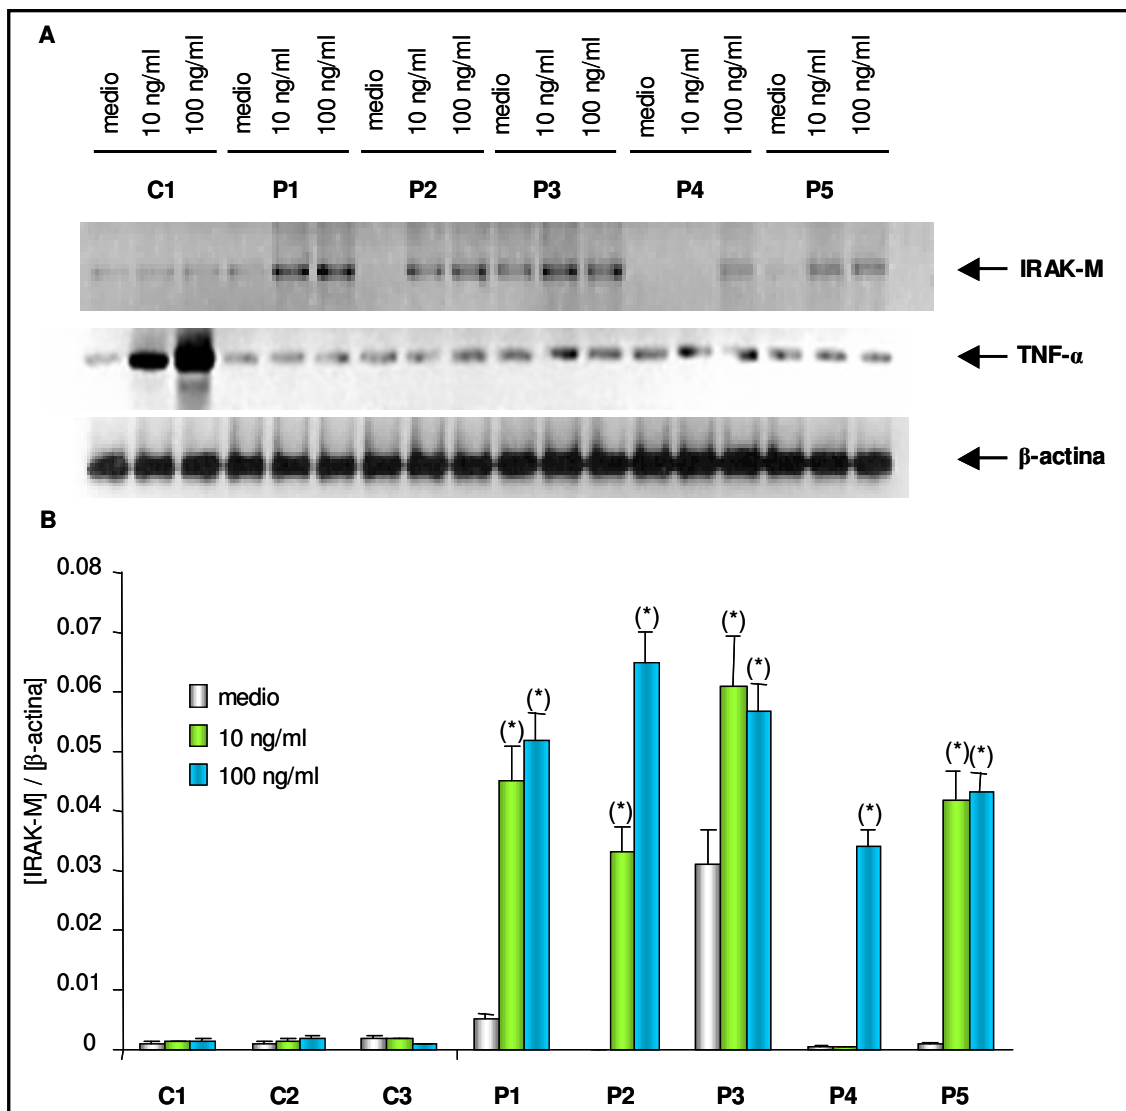 A
medio 10 ng/ml 100 ng/ml medio 10 ng/ml 100 ng/ml medio 10 ng/ml 100 ng/ml medio 10 ng/ml 100 ng/ml medio 10 ng/ml 100 ng/ml medio 10 ng/ml 100 ng/ml
C1 P1 P2 P3 P4 P5
IRAK-M
TNF-α
β-actina
B
0.08
0.07
0.06
0.05
0.04
0.03
0.02
0.01
0
[IRAK-M] / [β-actina]
medio
10 ng/ml
100 ng/ml
(*) (*) (*) (*) (*) (*) (*) (*) (*)
C1 C2 C3 P1 P2 P3 P4 P5